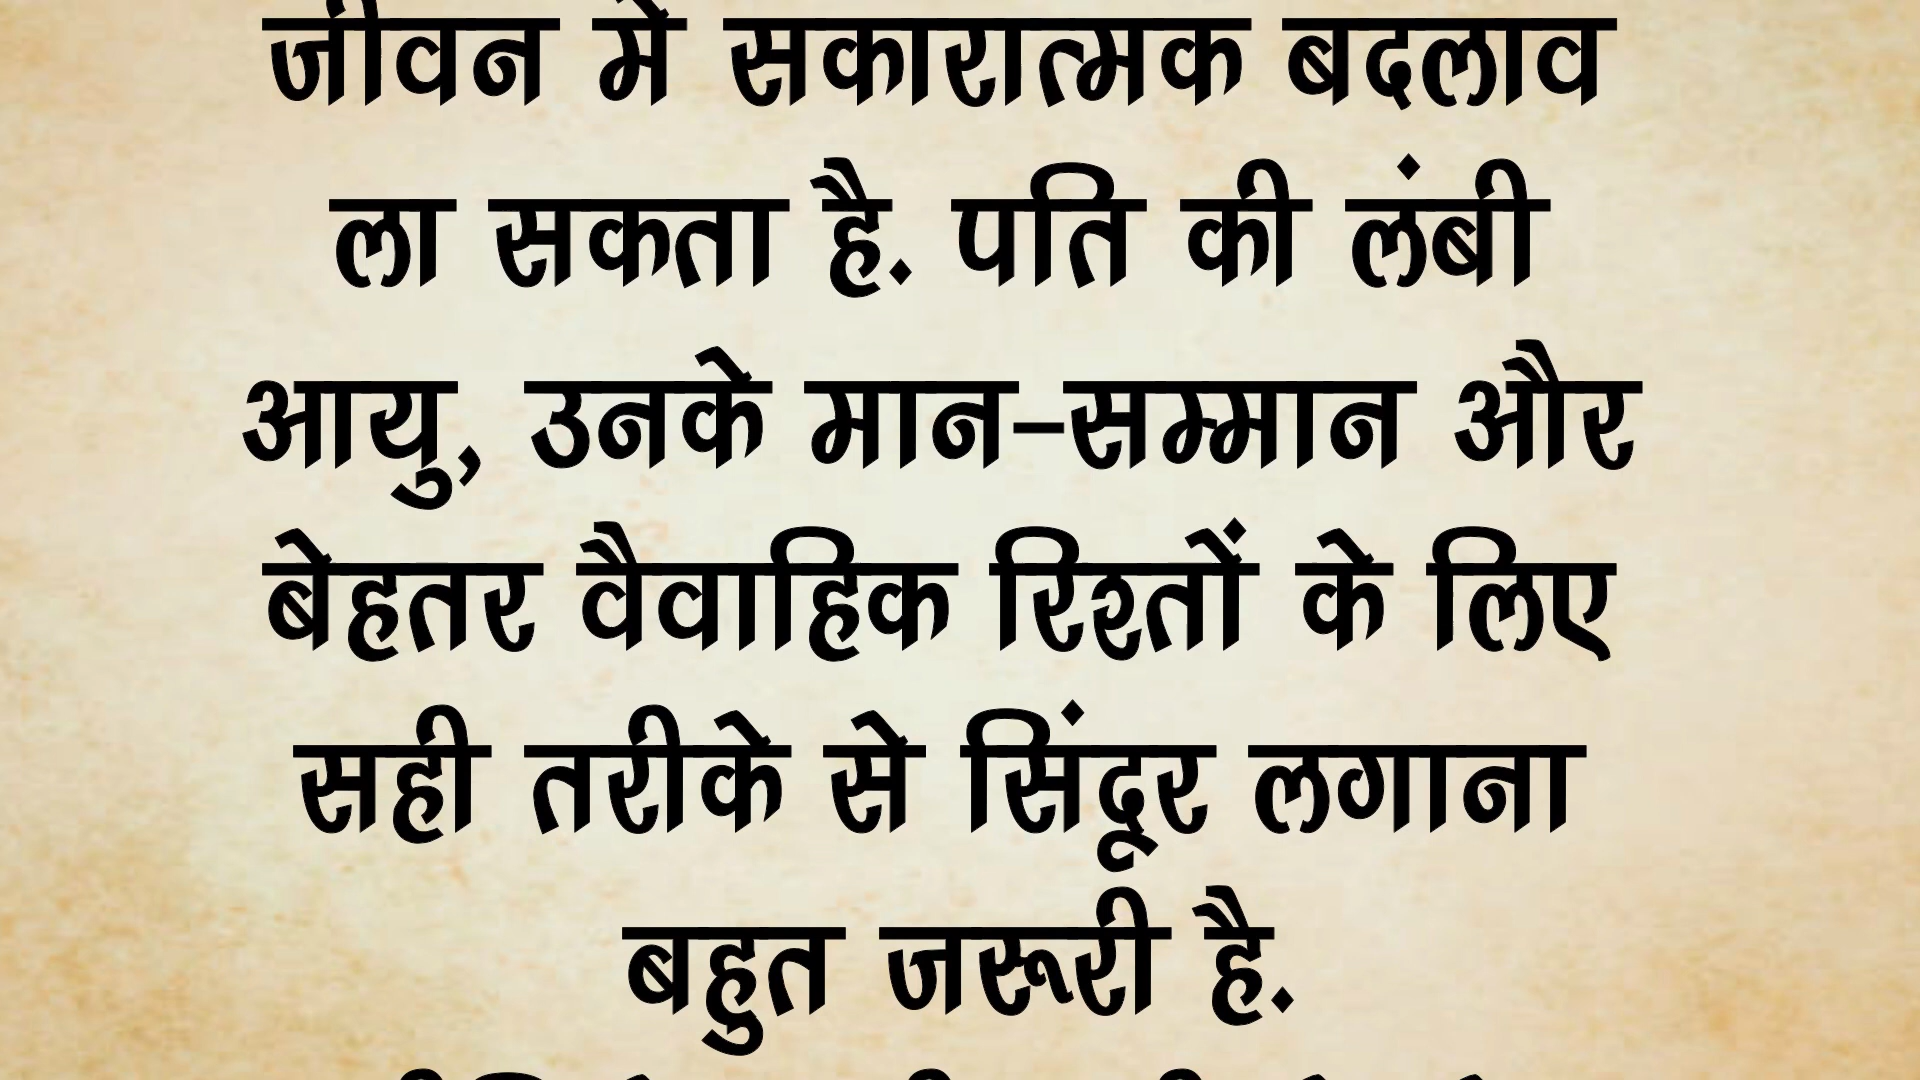 जीवन में सकारात्मक बदलाव
ला सकता है. पति की लंबी
आयु, उनके मान-सम्मान और
बेहतर वैवाहिक रिश्तों के लिए
सही तरीके से सिंदूर लगाना
बहुत जरूरी है.